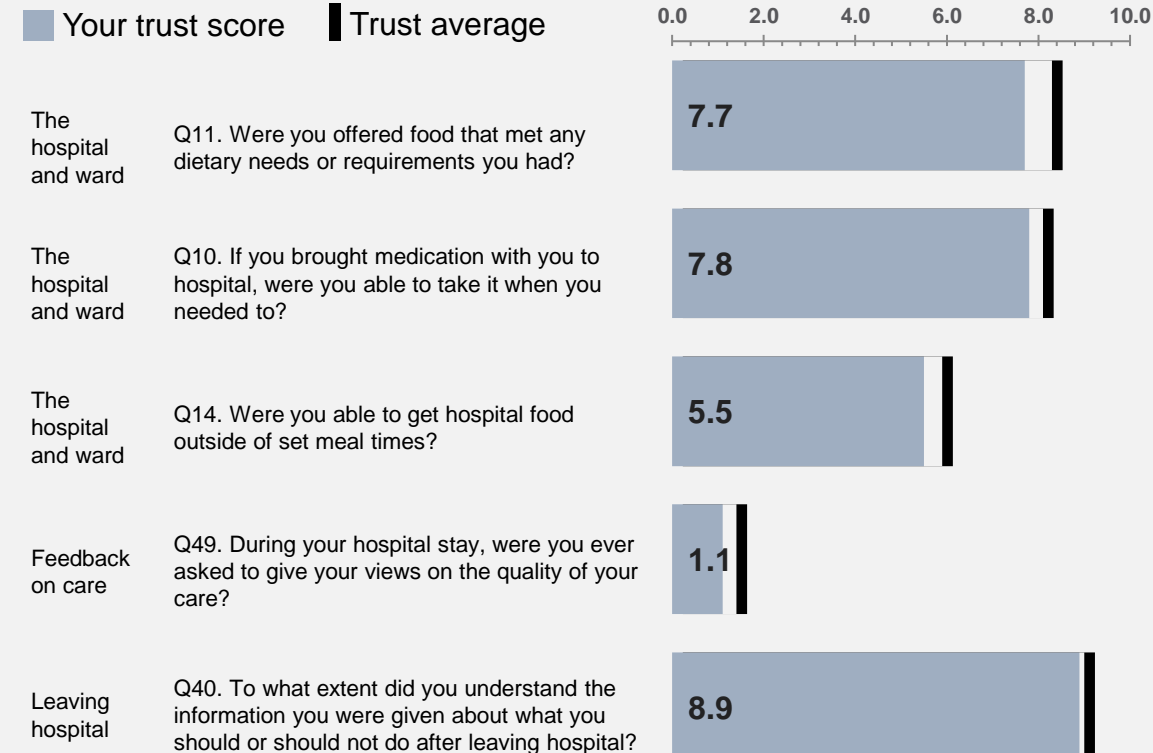 Your trust score Trust average
0.0 2.0 4.0 6.0 8.0 10.0
The
hospital
and ward
Q11. Were you offered food that met any
dietary needs or requirements you had?
7.7
The
hospital
and ward
Q10. If you brought medication with you to
hospital, were you able to take it when you
needed to?
7.8
The
hospital
and ward
Q14. Were you able to get hospital food
outside of set meal times?
5.5
Feedback
on care
Q49. During your hospital stay, were you ever
asked to give your views on the quality of your
care?
1.1
Leaving
hospital
Q40. To what extent did you understand the
information you were given about what you
should or should not do after leaving hospital?
8.9